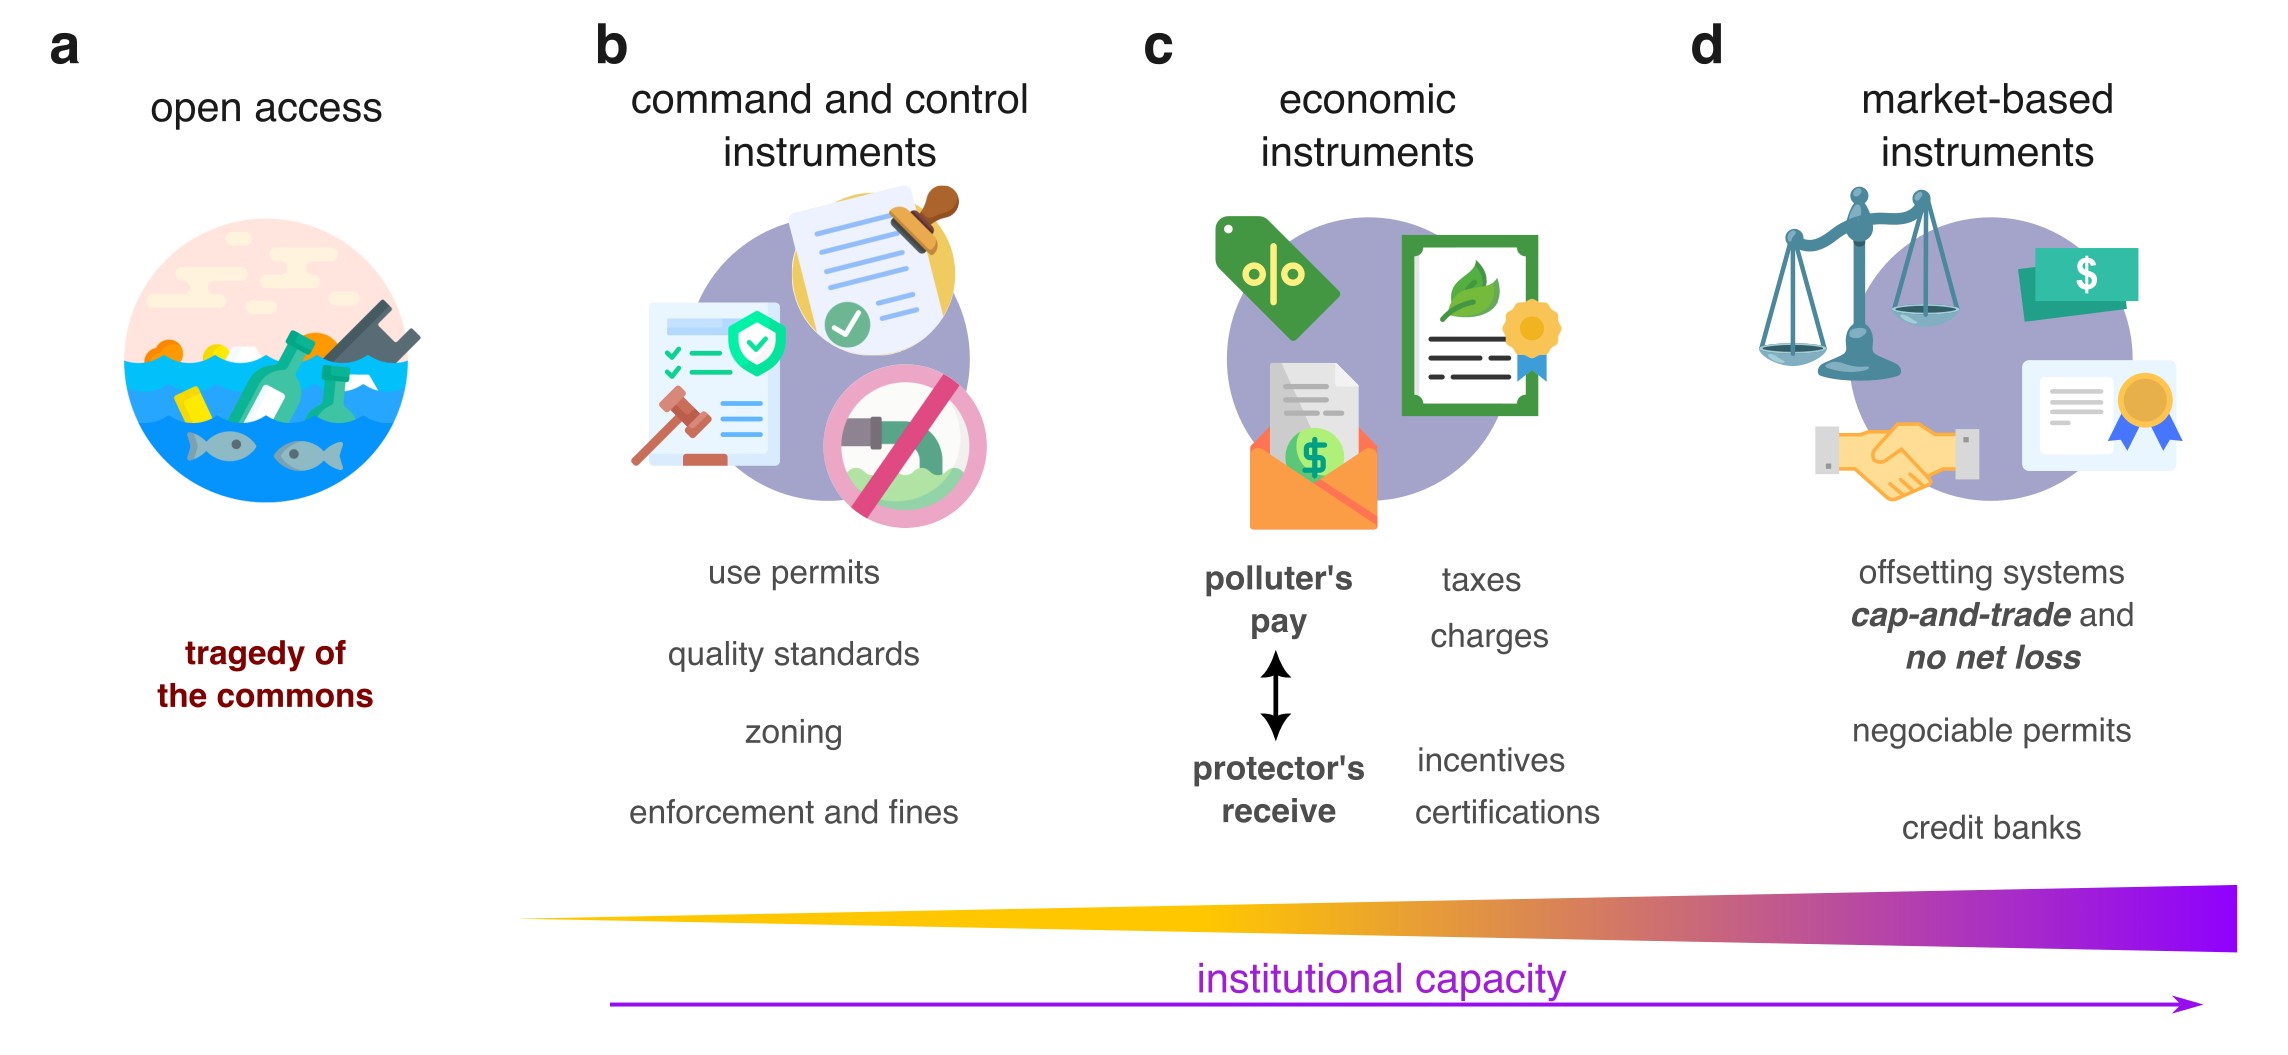 a
open access
tragedy of
the commons
b
command and control
instruments
use permits
quality standards
zoning
enforcement and fines
c
economic
instruments
%
$
polluter's
pay
taxes
charges
protector's
receive
incentives
certifications
d
market-based
instruments
$
offsetting systems
cap-and-trade and
no net loss
negociable permits
credit banks
institutional capacity